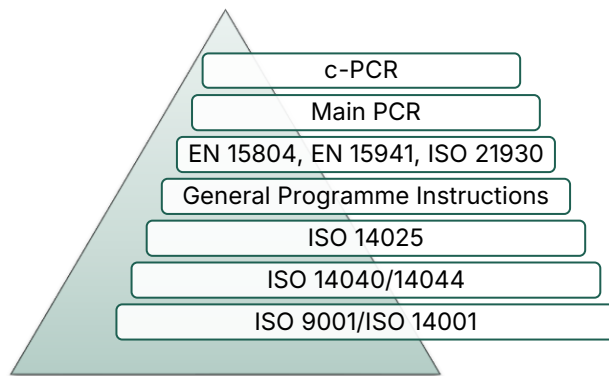 c-PCR
Main PCR
EN 15804, EN 15941, ISO 21930
General Programme Instructions
ISO 14025
ISO 14040/14044
ISO 9001/ISO 14001